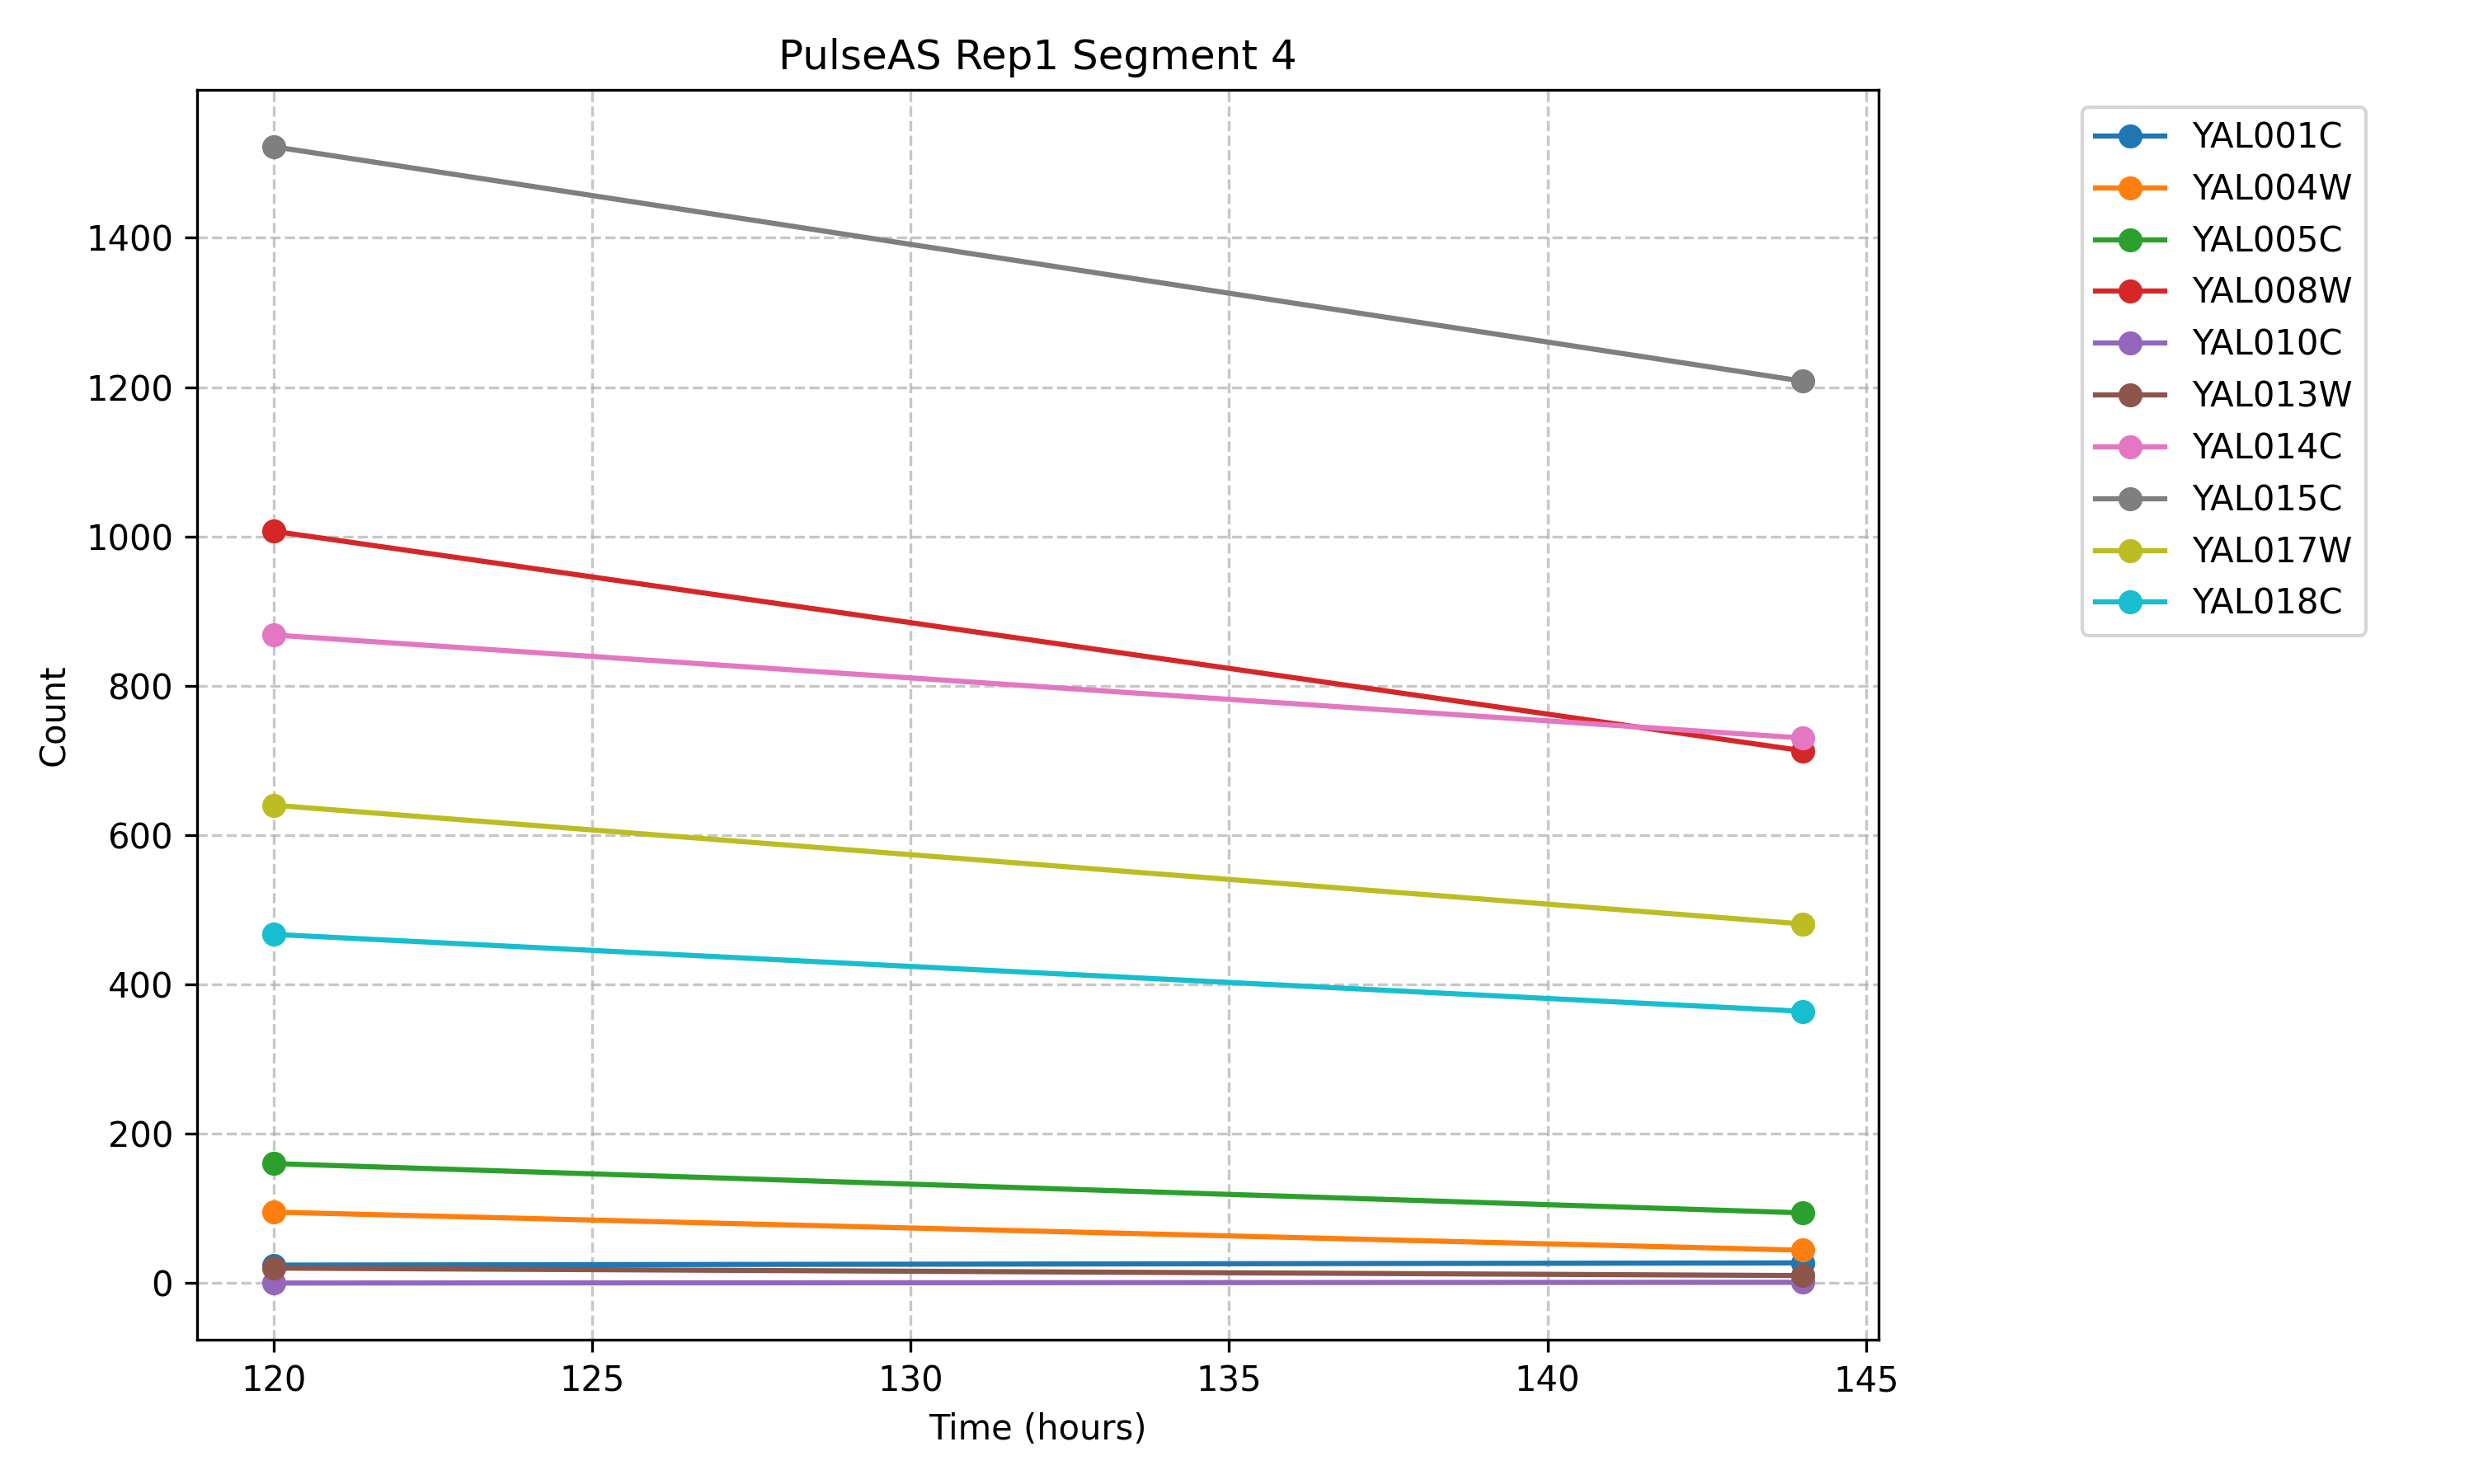 PulseAS Rep1 Segment 4
Count
1400
1200
1000
800
600
400
200
0
120
125
130
135
140
145
Time (hours)
YAL001C
YAL004W
YAL005C
YAL008W
YAL010C
YAL013W
YAL014C
YAL015C
YAL017W
YAL018C